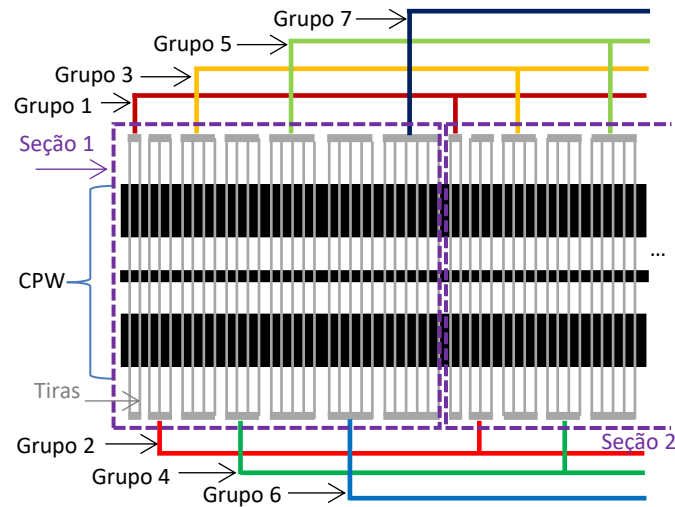 Grupo 7
Grupo 5
Grupo 3
Grupo 1
Seção 1
...
CPW
Tiras
Grupo 2
Seção 2
Grupo 4
Grupo 6